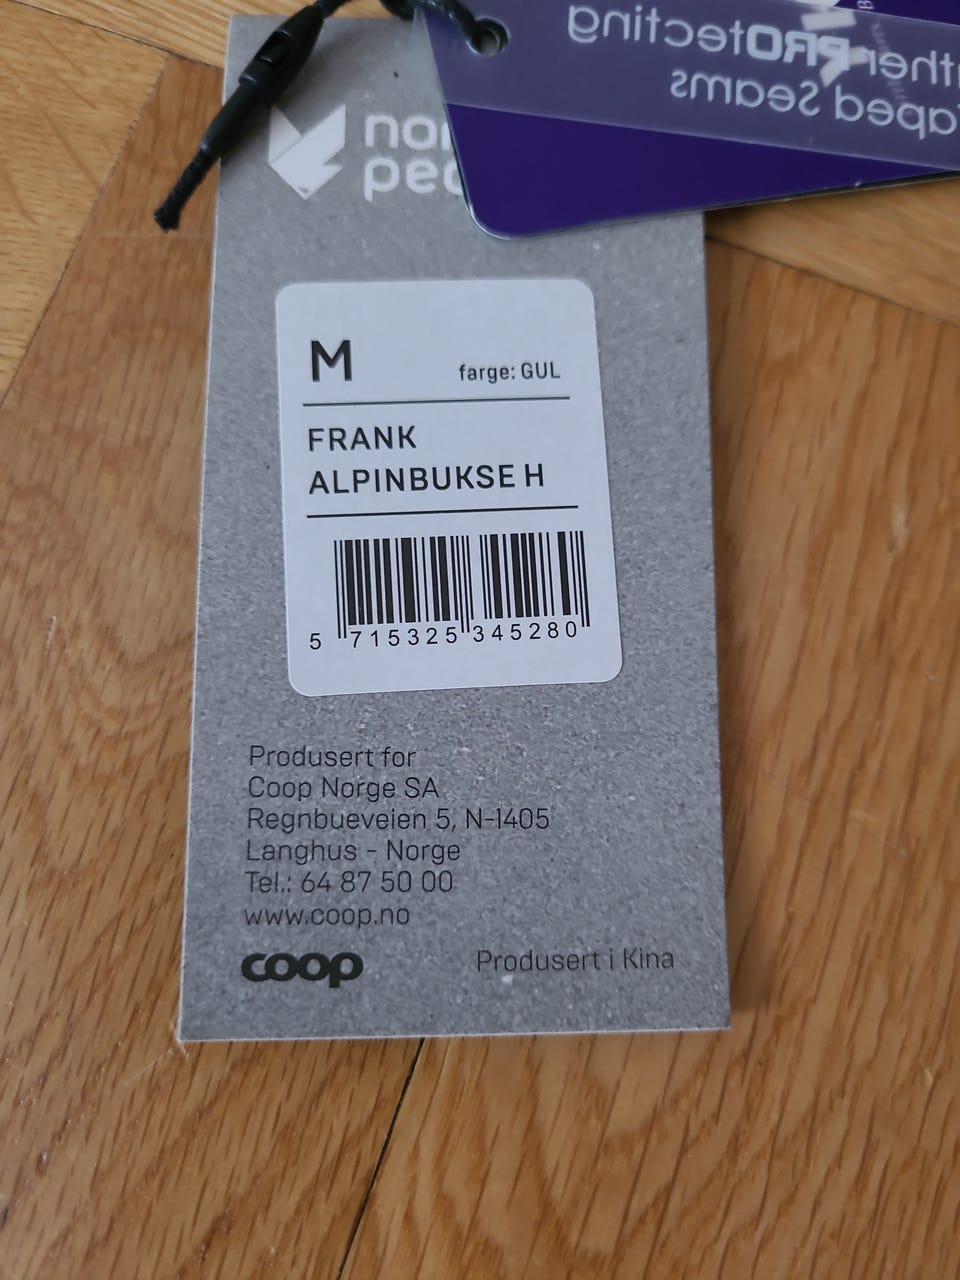 Taped Seams
M
farge: GUL
FRANK
ALPINBUKSE H
5 715325 345280
Produsert for
Coop Norge SA
Regnbueveien 5, N-1405
Langhus - Norge
Tel.: 64 87 50 00
www.coop.no
coop
Produsert i Kina